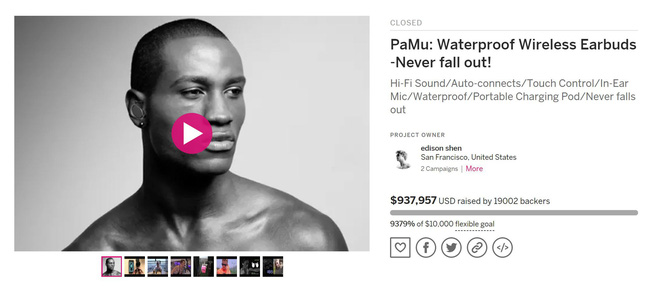 CLOSED
PaMu: Waterproof Wireless Earbuds
-Never fall out!
Hi-Fi Sound/Auto-connects/Touch Control/In-Ear
Mic/Waterproof/Portable Charging Pod/Never falls
out
PROJECT OWNER
edison shen
San Francisco, United States
2 Campaigns | More
$937,957 USD raised by 19002 backers
9379% of $10,000 flexible goal